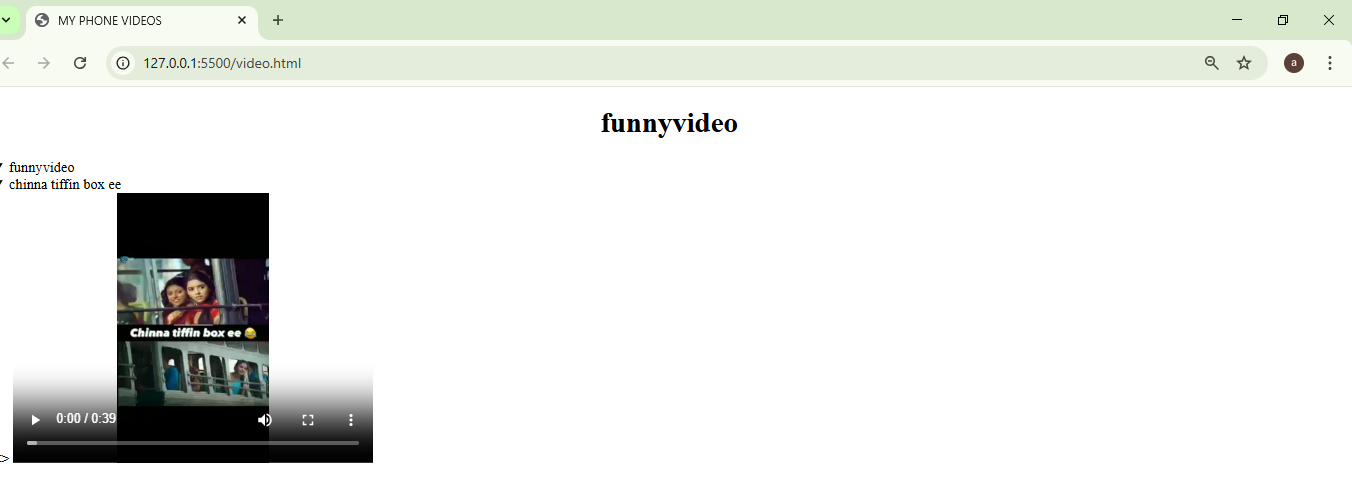 MY PHONE VIDEOS
127.0.0.1:5500/video.html
a
funnyvideo
funnyvideo
chinna tiffin box ee
Chinna tiffin box ee 😂
0:00 / 0:39
>